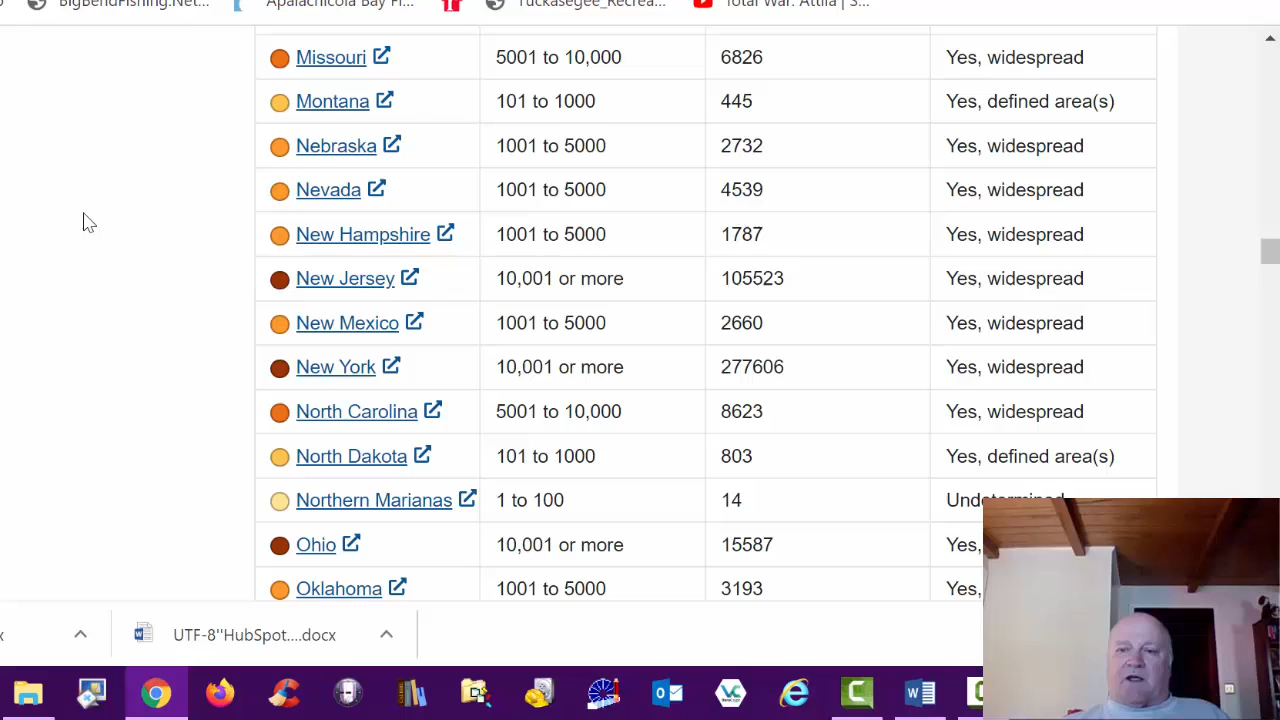 BigBendFishing.Net...
Apalachicola Bay Fi...
Tuckasegee_Recrea...
Total War: Attila | S...
Missouri 5001 to 10,000 6826 Yes, widespread
Montana 101 to 1000 445 Yes, defined area(s)
Nebraska 1001 to 5000 2732 Yes, widespread
Nevada 1001 to 5000 4539 Yes, widespread
New Hampshire 1001 to 5000 1787 Yes, widespread
New Jersey 10,001 or more 105523 Yes, widespread
New Mexico 1001 to 5000 2660 Yes, widespread
New York 10,001 or more 277606 Yes, widespread
North Carolina 5001 to 10,000 8623 Yes, widespread
North Dakota 101 to 1000 803 Yes, defined area(s)
Northern Marianas 1 to 100 14 Undetermined
Ohio 10,001 or more 15587 Yes,
Oklahoma 1001 to 5000 3193 Yes,
x
UTF-8''HubSpot....docx